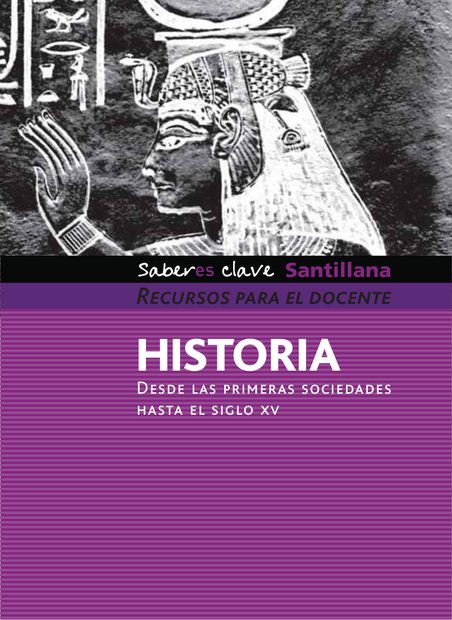 Saberes clave Santillana
RECURSOS PARA EL DOCENTE
HISTORIA
DESDE LAS PRIMERAS SOCIEDADES
HASTA EL SIGLO XV